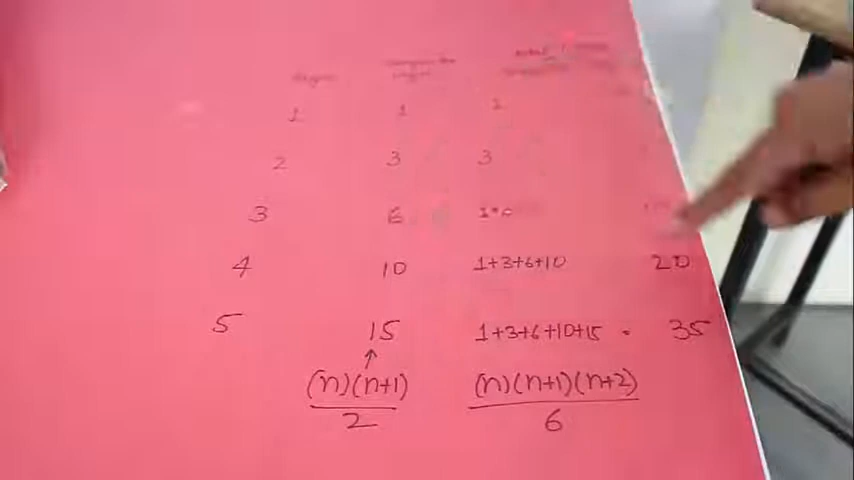 1 1 1
2 3 3
3 6
4 10 1+3+6+10 20
5 15 1+3+6+10+15 = 35
↑
(n)(n+1) (n)(n+1)(n+2)
2 6